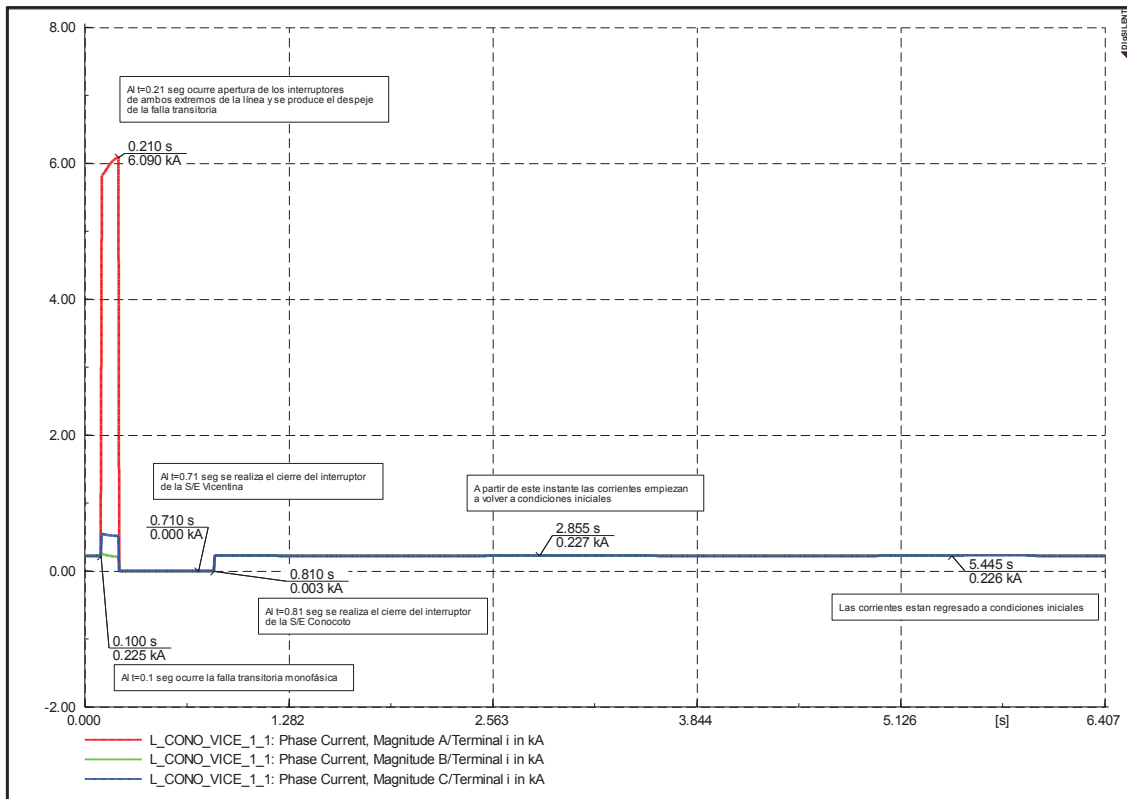 8.00
DIgSILENT
Al t=0.21 seg ocurre apertura de los interruptores
de ambos extremos de la línea y se produce el despeje
de la falla transitoria
0.210 s
6.090 kA
6.00
4.00
2.00
Al t=0.71 seg se realiza el cierre del interruptor
de la S/E Vicentina
A partir de este instante las corrientes empiezan
a volver a condiciones iniciales
0.710 s
0.000 kA
2.855 s
0.227 kA
0.00
0.810 s
0.003 kA
5.445 s
0.226 kA
Al t=0.81 seg se realiza el cierre del interruptor
de la S/E Conocoto
Las corrientes estan regresado a condiciones iniciales
0.100 s
0.225 kA
Al t=0.1 seg ocurre la falla transitoria monofásica
-2.00
0.000 1.282 2.563 3.844 5.126 [s] 6.407
L_CONO_VICE_1_1: Phase Current, Magnitude A/Terminal i in kA
L_CONO_VICE_1_1: Phase Current, Magnitude B/Terminal i in kA
L_CONO_VICE_1_1: Phase Current, Magnitude C/Terminal i in kA